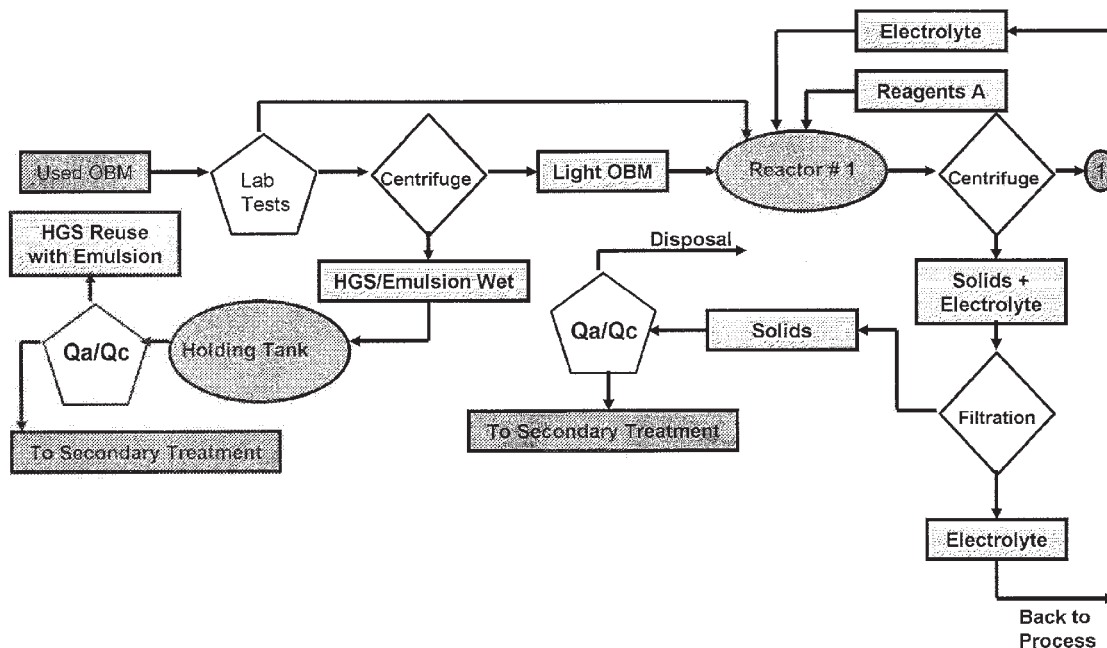 Electrolyte
Reagents A
Used OBM
Lab
Tests
Centrifuge
Light OBM
Reactor # 1
Centrifuge
1
HGS Reuse
with Emulsion
Disposal
HGS/Emulsion Wet
Solids +
Electrolyte
Qa/Qc
Holding Tank
Qa/Qc
Solids
Filtration
To Secondary Treatment
To Secondary Treatment
Electrolyte
Back to
Process